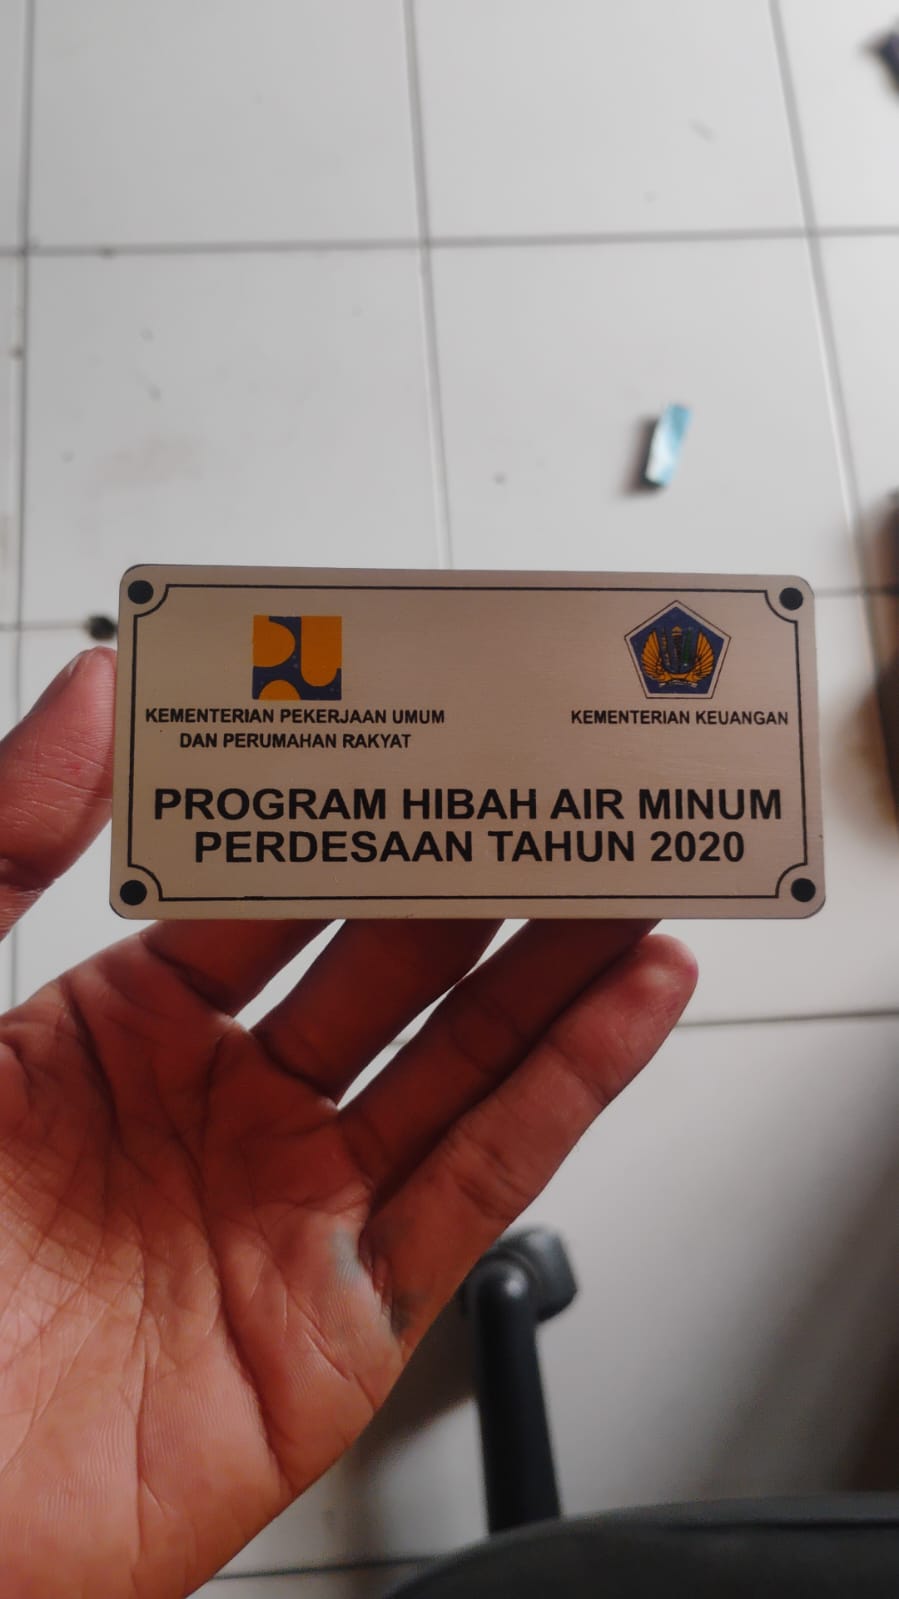 KEMENTERIAN PEKERJAAN UMUM
DAN PERUMAHAN RAKYAT
KEMENTERIAN KEUANGAN
PROGRAM HIBAH AIR MINUM
PERDESAAN TAHUN 2020